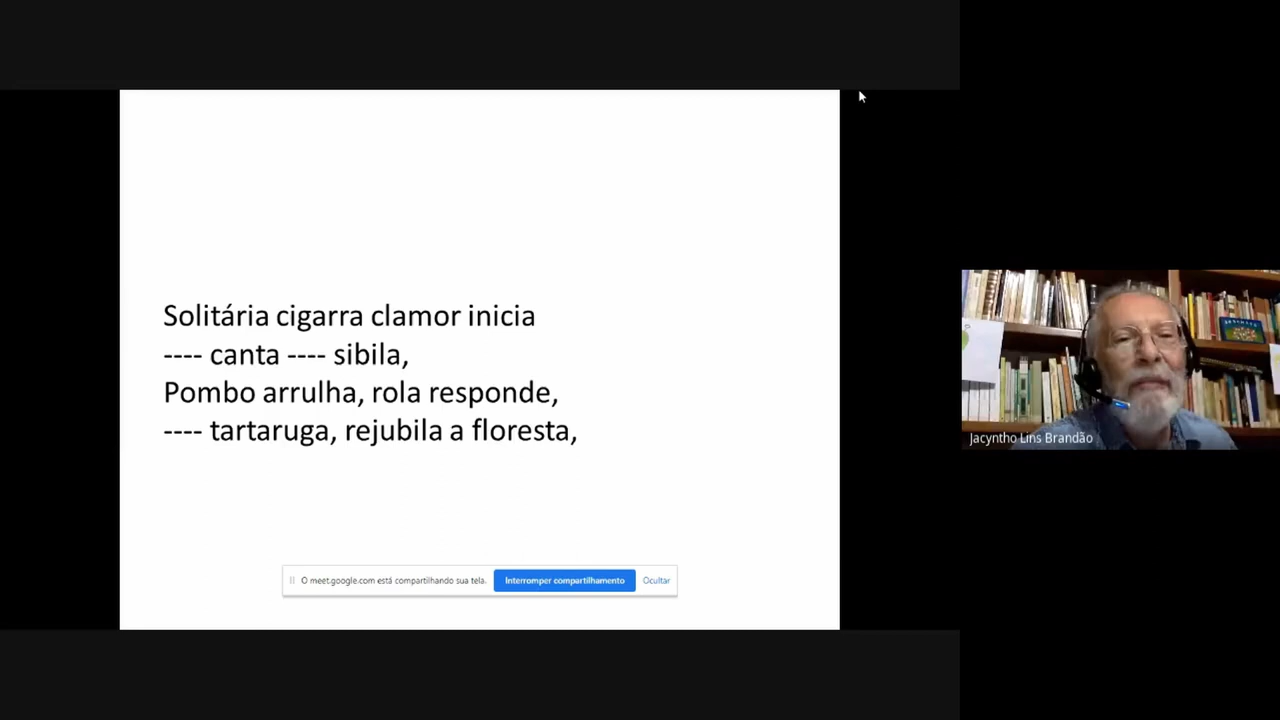 Solitária cigarra clamor inicia
---- canta ---- sibila,
Pombo arrulha, rola responde,
---- tartaruga, rejubila a floresta,
O meet.google.com está compartilhando sua tela. Interromper compartilhamento Ocultar
Jacyntho Lins Brandão